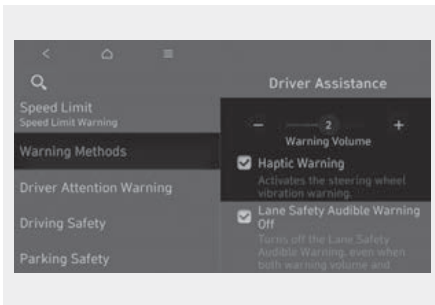 Driver Assistance
Speed Limit
Speed Limit Warning
Warning Methods
Driver Attention Warning
Driving Safety
Parking Safety
− 2 +
Warning Volume
Haptic Warning
Activates the steering wheel
vibration warning.
Lane Safety Audible Warning
Off
Turns off the Lane Safety
Audible Warning, even when
both warning volume and